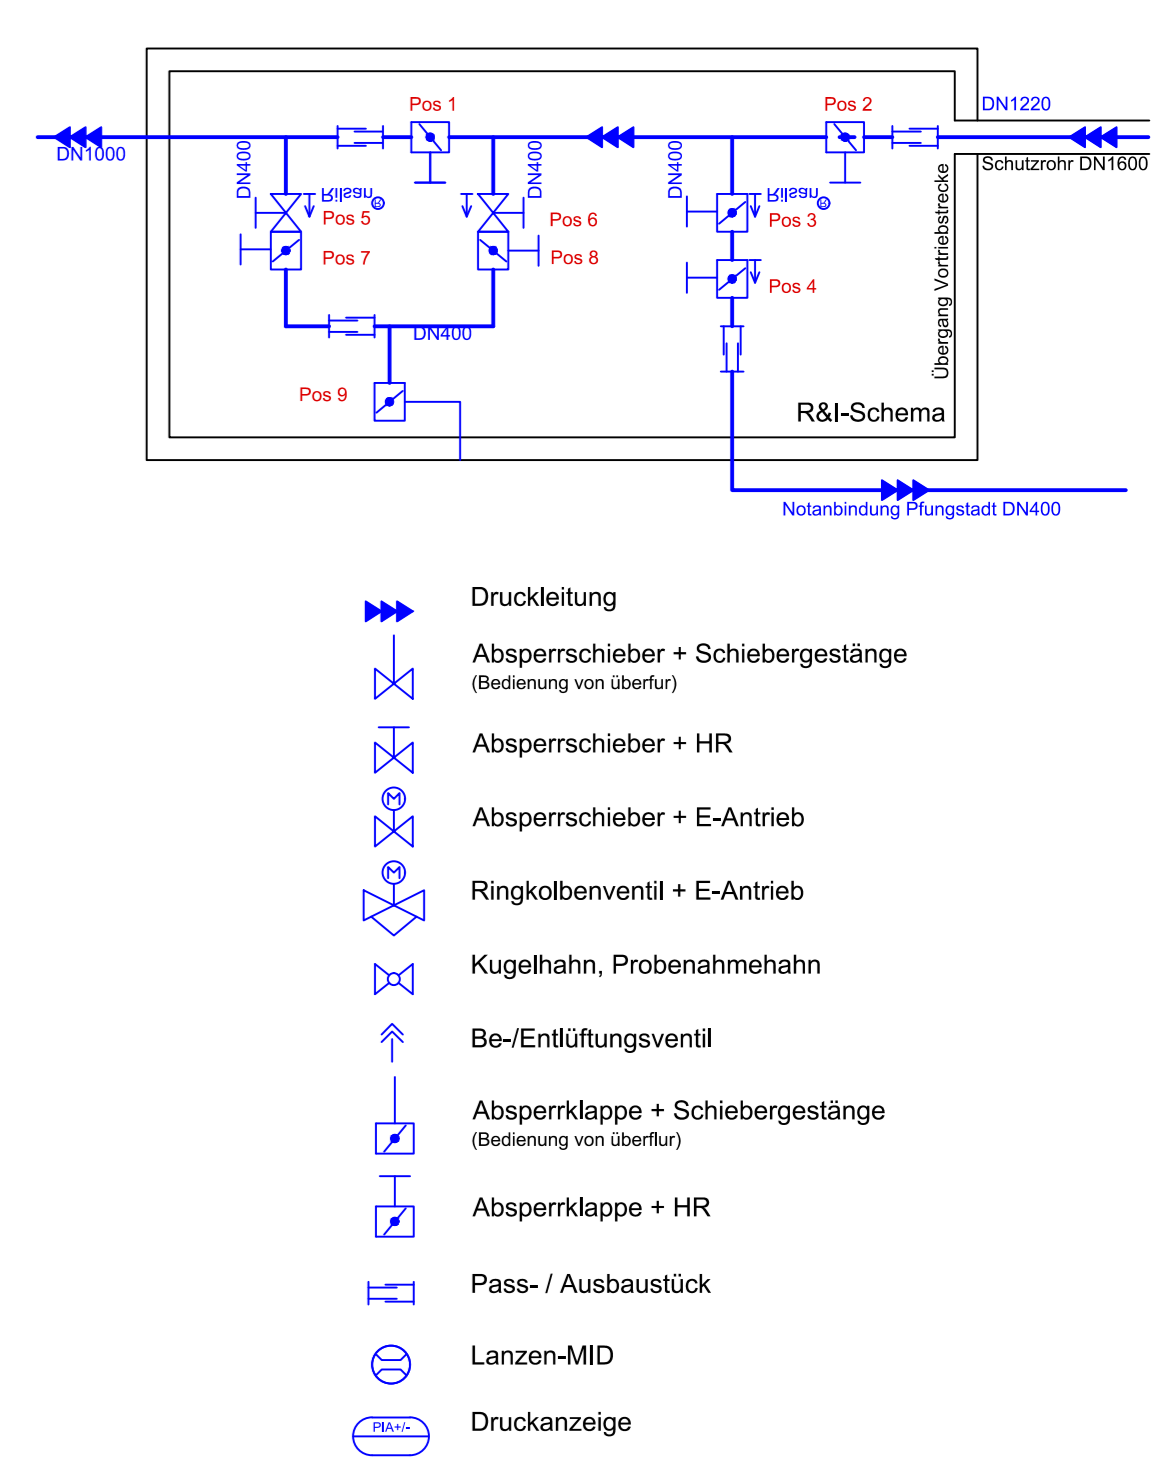 Pos 1
Pos 2
DN1220
DN1000
DN400
DN400
DN400
Schutzrohr DN1600
Rilsan®
Rilsan®
Pos 5
Pos 6
Pos 3
Pos 7
Pos 8
Pos 4
Übergang Vortriebstrecke
DN400
Pos 9
R&I-Schema
Notanbindung Pfungstadt DN400
Druckleitung
Absperrschieber + Schiebergestänge
(Bedienung von überfur)
Absperrschieber + HR
M
Absperrschieber + E-Antrieb
M
Ringkolbenventil + E-Antrieb
Kugelhahn, Probenahmehahn
Be-/Entlüftungsventil
Absperrklappe + Schiebergestänge
(Bedienung von überflur)
Absperrklappe + HR
Pass- / Ausbaustück
Lanzen-MID
Druckanzeige
PIA+/-